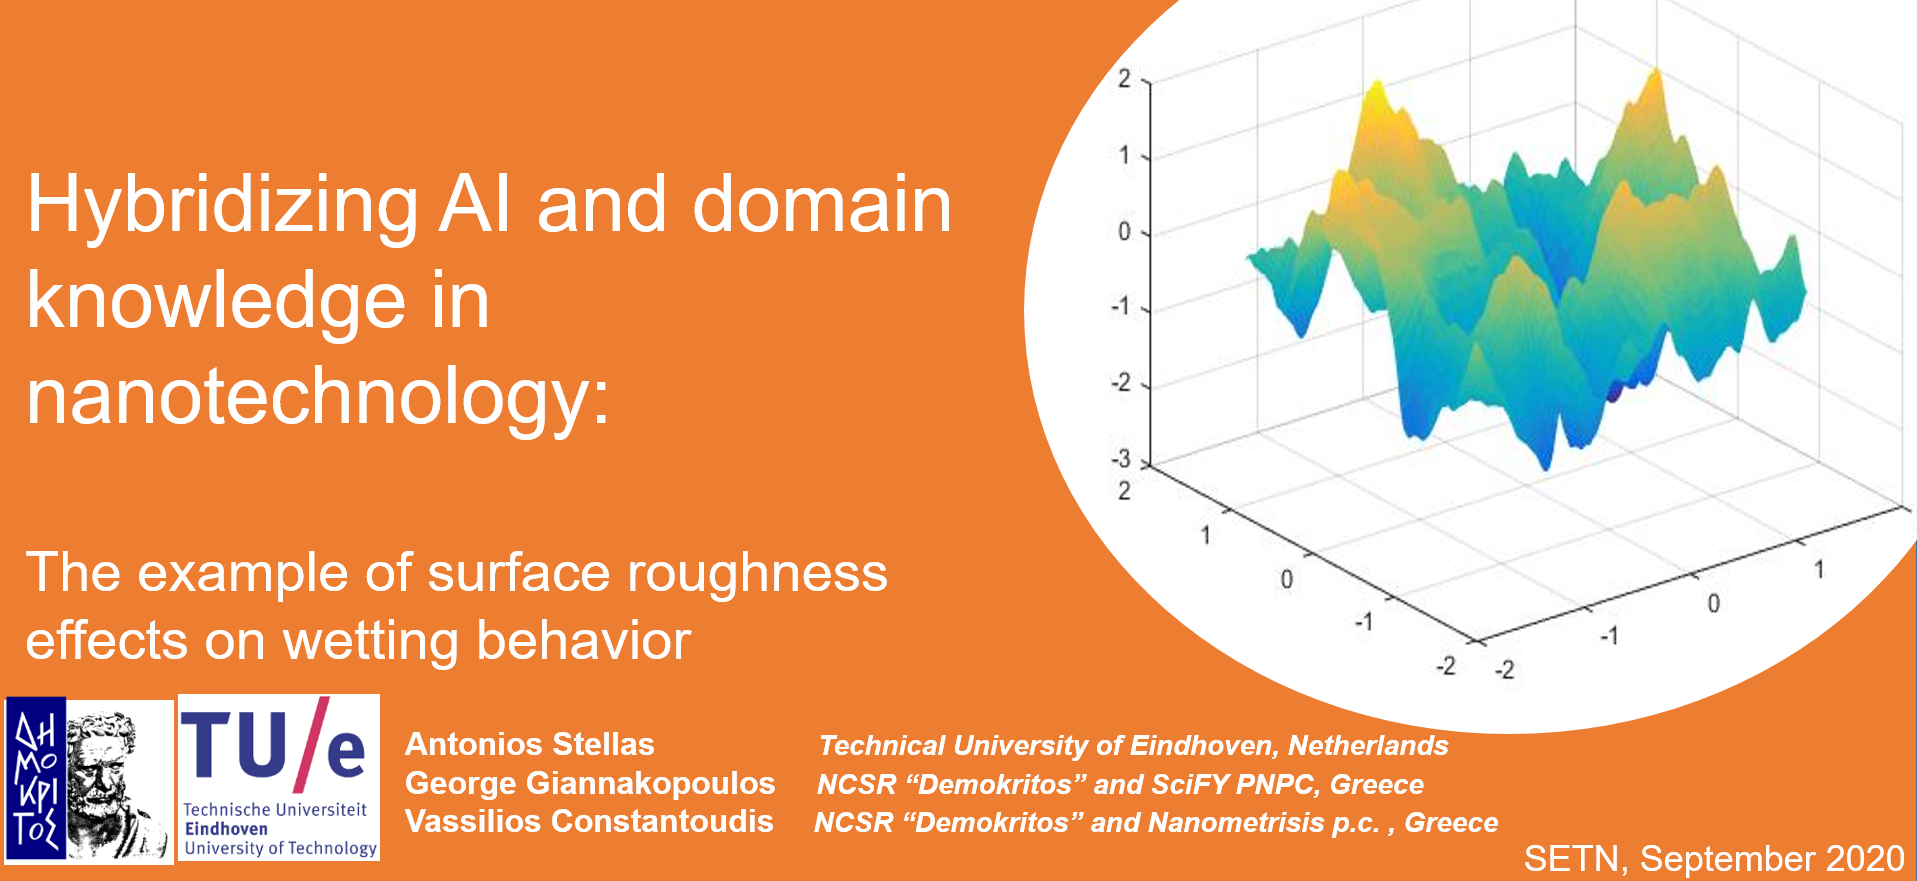 Hybridizing AI and domain
knowledge in
nanotechnology:
The example of surface roughness
effects on wetting behavior
ΔΗ
ΜΟ
ΚΡΙ
ΤΟΣ
TU/e
Technische Universiteit
Eindhoven
University of Technology
Antonios Stellas Technical University of Eindhoven, Netherlands
George Giannakopoulos NCSR “Demokritos” and SciFY PNPC, Greece
Vassilios Constantoudis NCSR “Demokritos” and Nanometrisis p.c. , Greece
SETN, September 2020
2
1
0
-1
-2
-3
2
1
0
-1
-2
-2
-1
0
1